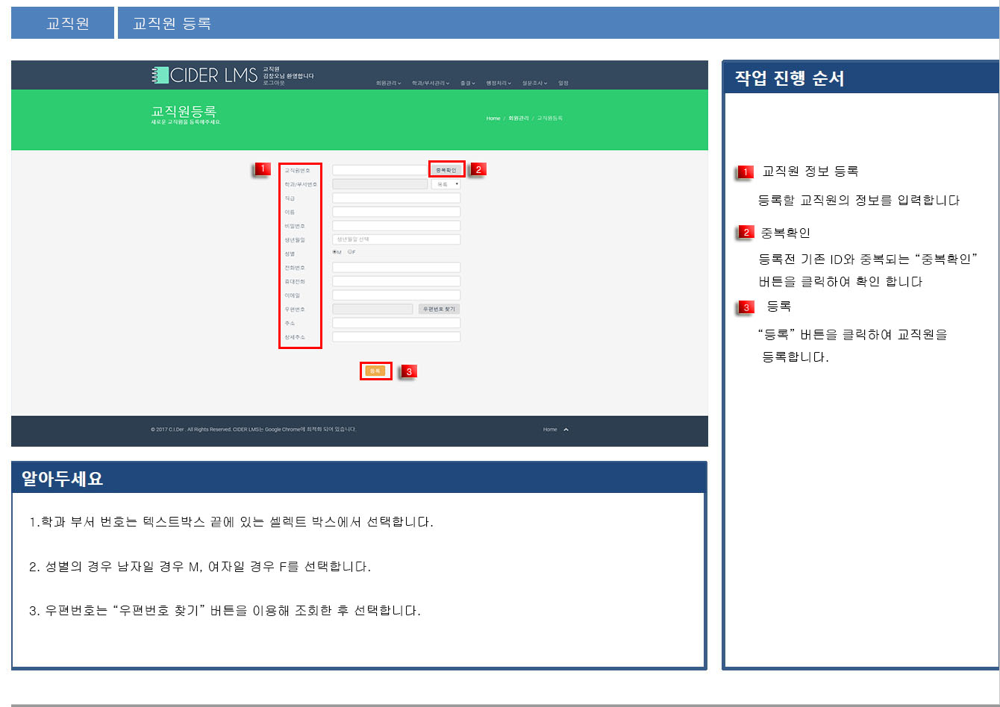 교직원
교직원 등록
CIDER LMS
교직원
김창오님 환영합니다
로그아웃
회원관리
학과/부서관리
출결
행정처리
설문조사
일정
교직원등록
새로운 교직원을 등록해주세요.
Home / 회원관리 / 교직원등록
1
교직원번호
중복확인
2
학과/부서번호
목록
직급
이름
비밀번호
생년월일
생년월일 선택
성별
M F
전화번호
휴대전화
이메일
우편번호
우편번호 찾기
주소
상세주소
등록
3
© 2017 C.I.Der . All Rights Reserved. CIDER LMS는 Google Chrome에 최적화 되어 있습니다.
Home
작업 진행 순서
1 교직원 정보 등록
등록할 교직원의 정보를 입력합니다
2 중복확인
등록전 기존 ID와 중복되는 “중복확인”
버튼을 클릭하여 확인 합니다
3 등록
“등록” 버튼을 클릭하여 교직원을
등록합니다.
알아두세요
1.학과 부서 번호는 텍스트박스 끝에 있는 셀렉트 박스에서 선택합니다.
2. 성별의 경우 남자일 경우 M, 여자일 경우 F를 선택합니다.
3. 우편번호는 “우편번호 찾기” 버튼을 이용해 조회한 후 선택합니다.